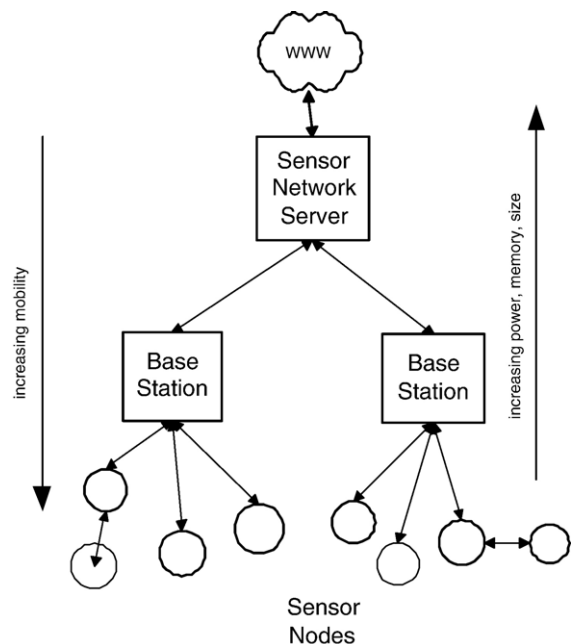 www
Sensor
Network
Server
increasing mobility
increasing power, memory, size
Base
Station
Base
Station
Sensor
Nodes